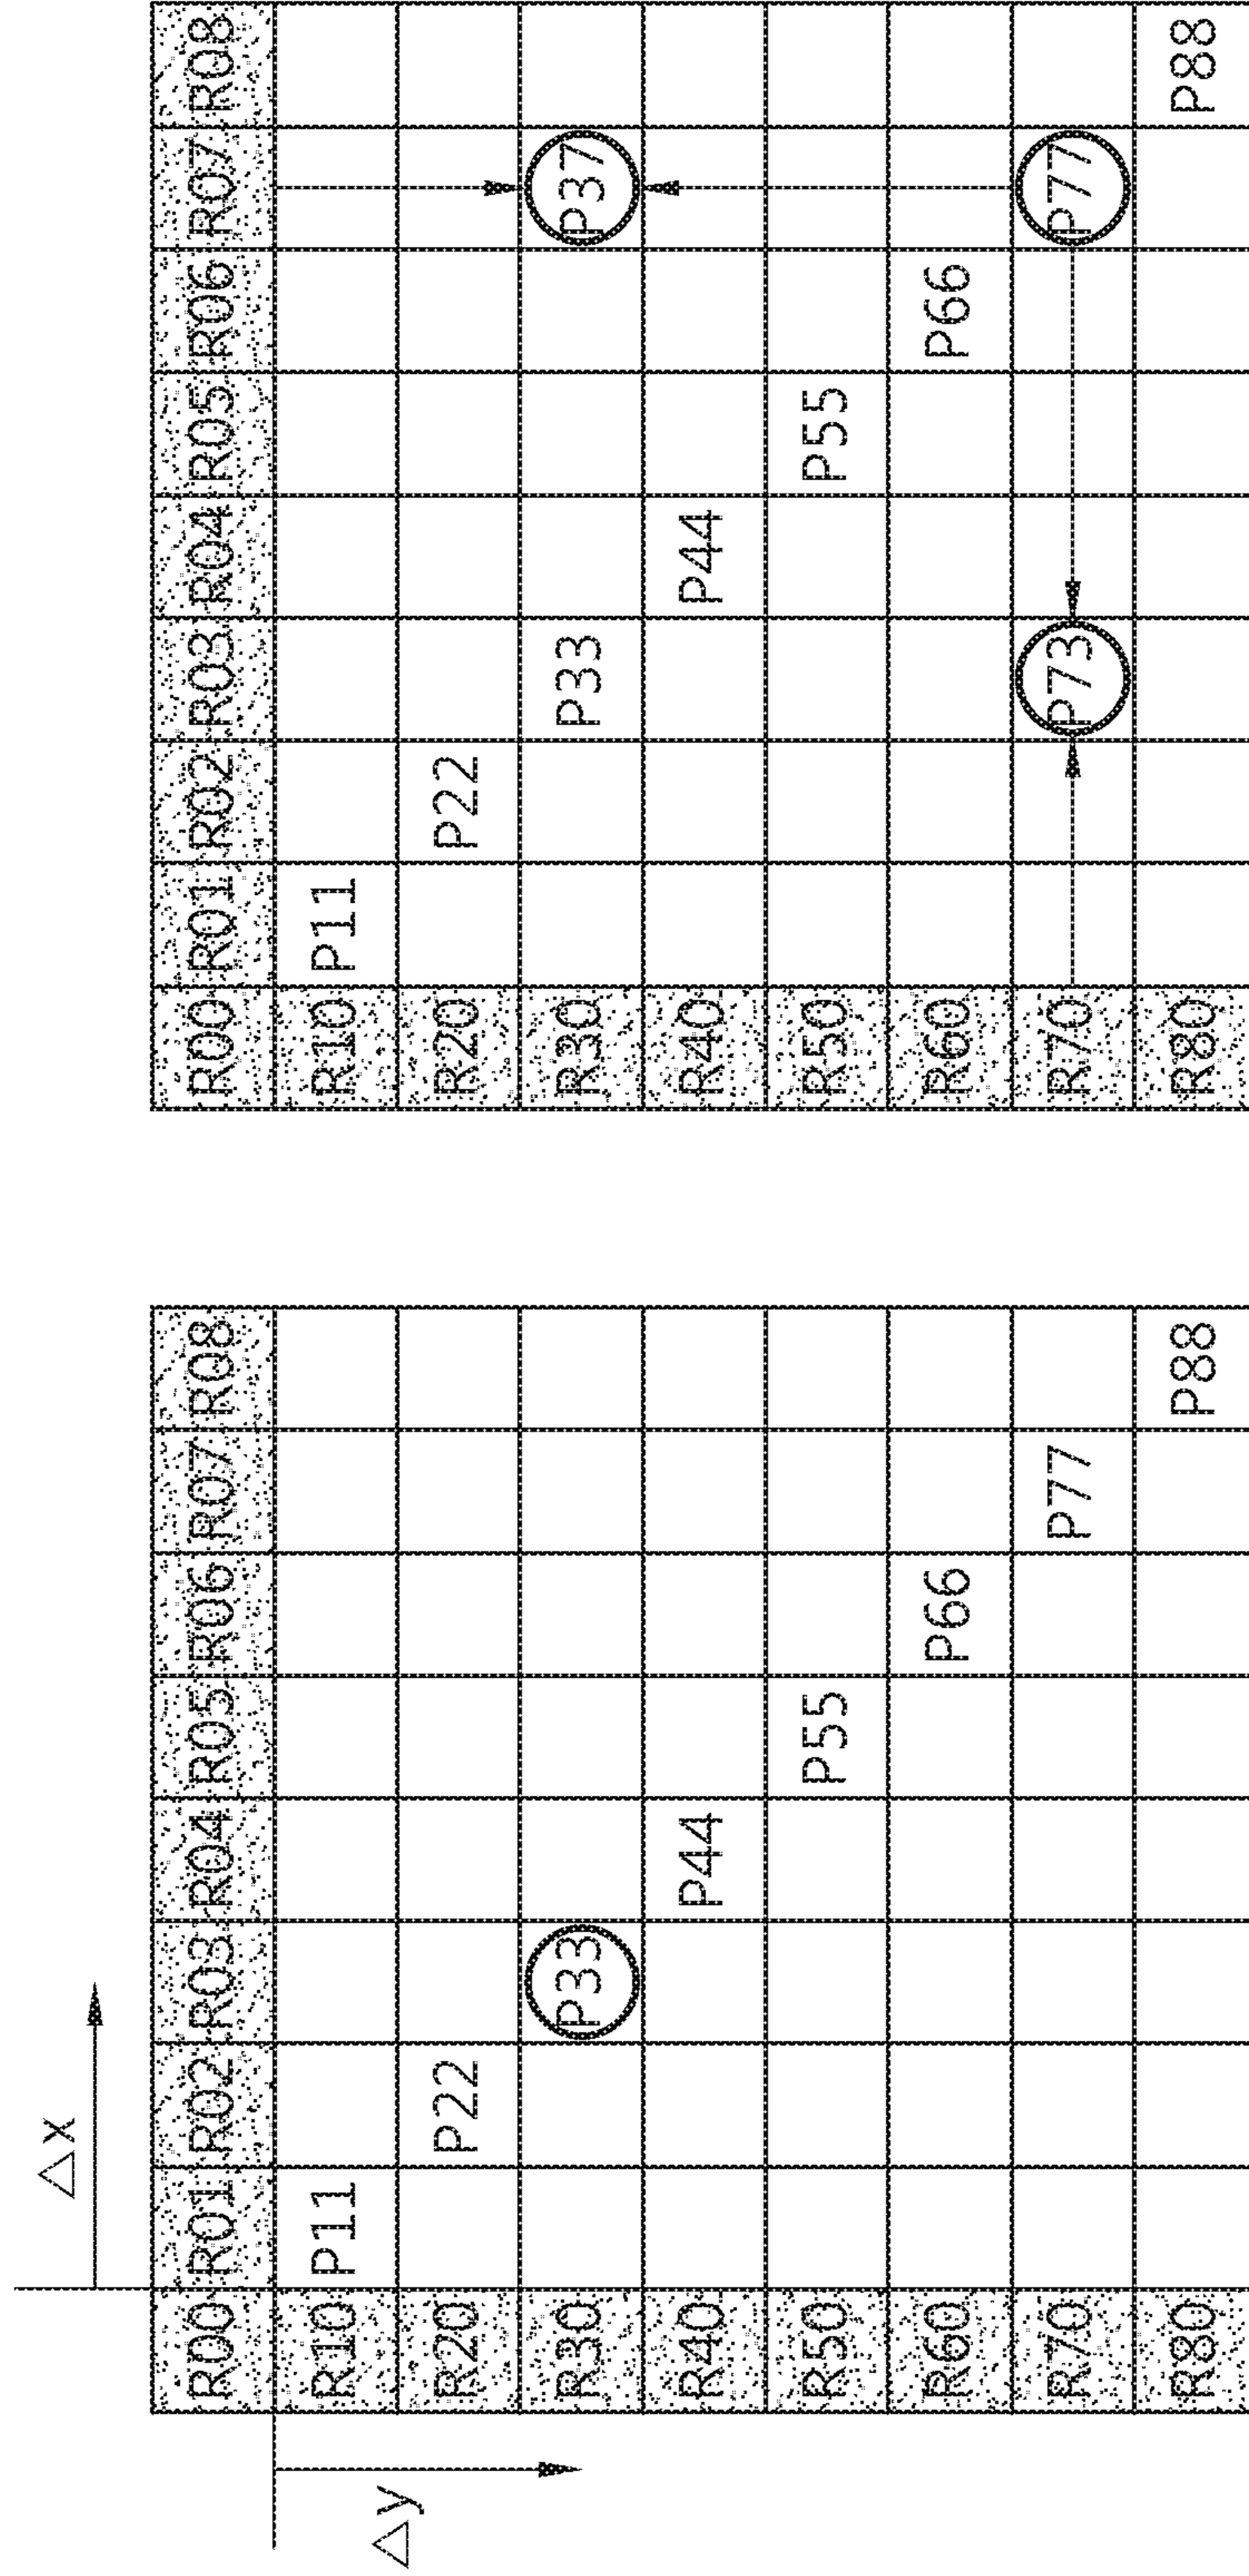 △x
R00 R01 R02 R03 R04 R05 R06 R07 R08
R10 P11
△y
R20 P22
R30 P33
R40 P44
R50 P55
R60 P66
R70 P77
R80 P88
R00 R01 R02 R03 R04 R05 R06 R07 R08
R10 P11
R20 P22
R30 P33 P37
R40 P44
R50 P55
R60 P66
R70 P73 P77
R80 P88